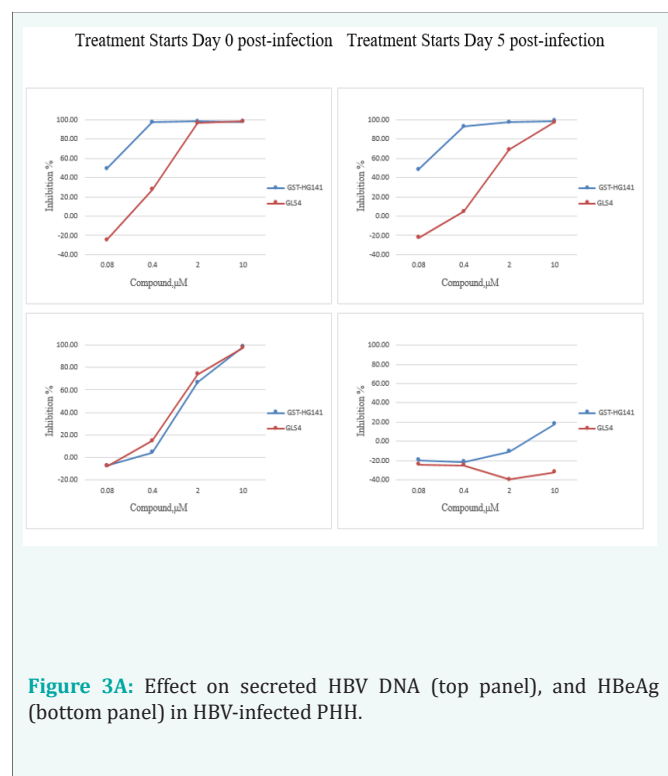 Treatment Starts Day 0 post-infection Treatment Starts Day 5 post-infection
100.00
80.00
60.00
40.00
20.00
0.00
-20.00
-40.00
Inhibition %
0.08 0.4 2 10
Compound,μM
GST-HG141
GLS4
100.00
80.00
60.00
40.00
20.00
0.00
-20.00
-40.00
Inhibition %
0.08 0.4 2 10
Compound,μM
GST-HG141
GLS4
100.00
80.00
60.00
40.00
20.00
0.00
-20.00
Inhibition %
0.08 0.4 2 10
Compound,μM
GST-HG141
GLS4
100.00
80.00
60.00
40.00
20.00
0.00
-20.00
-40.00
Inhibition %
0.08 0.4 2 10
Compound,μM
GST-HG141
GLS4
Figure 3A: Effect on secreted HBV DNA (top panel), and HBeAg
(bottom panel) in HBV-infected PHH.